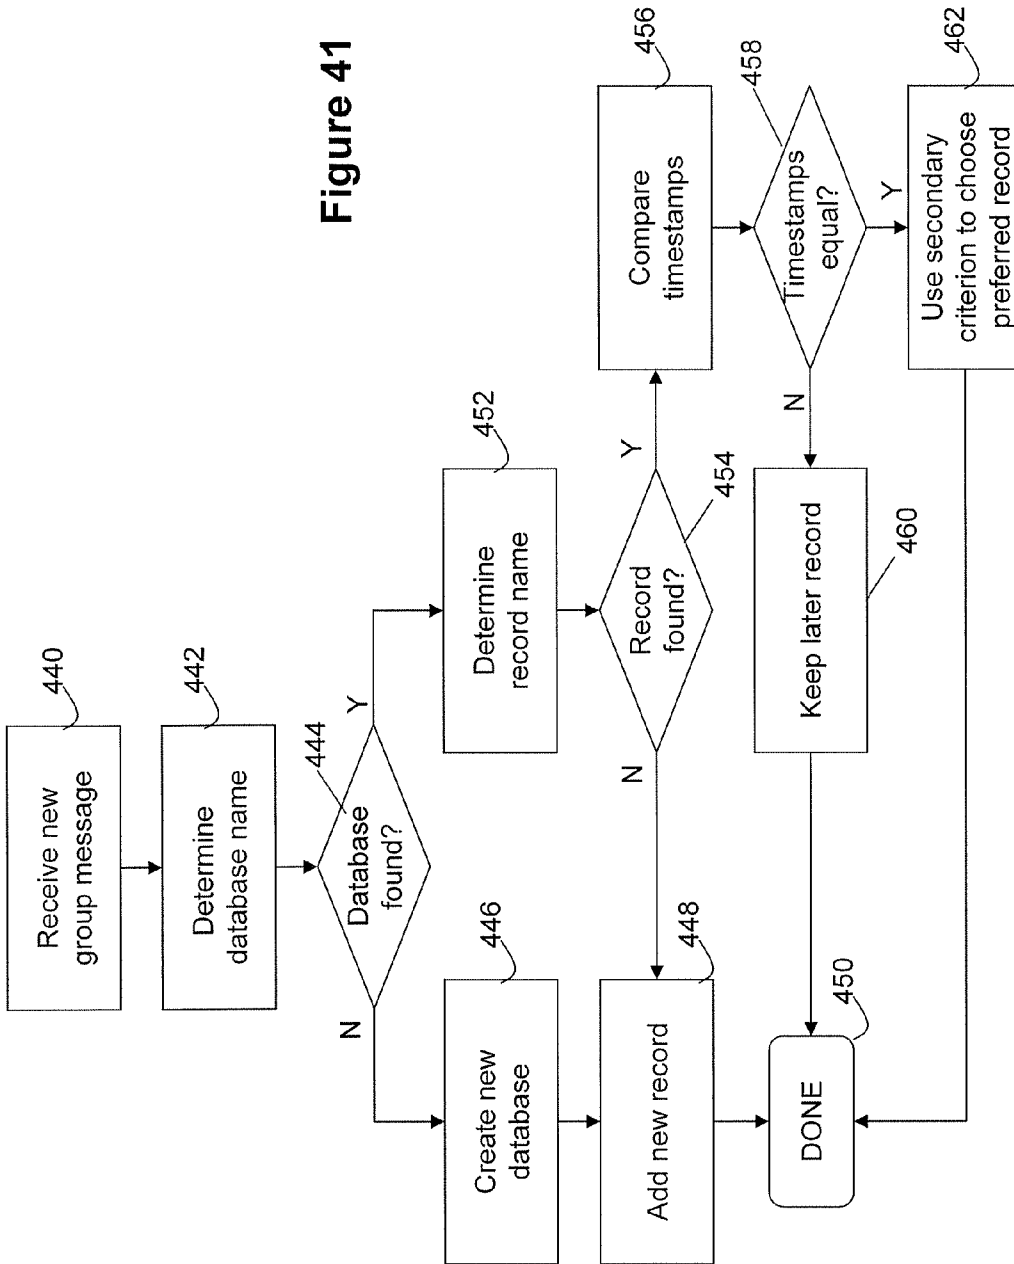 Figure 41
Receive new
group message
440
Determine
database name
442
Database
found?
444
Y
N
Create new
database
446
Add new record
448
DONE
450
Determine
record name
452
Record
found?
454
Y
N
Compare
timestamps
456
Timestamps
equal?
458
N
Y
Keep later record
460
Use secondary
criterion to choose
preferred record
462